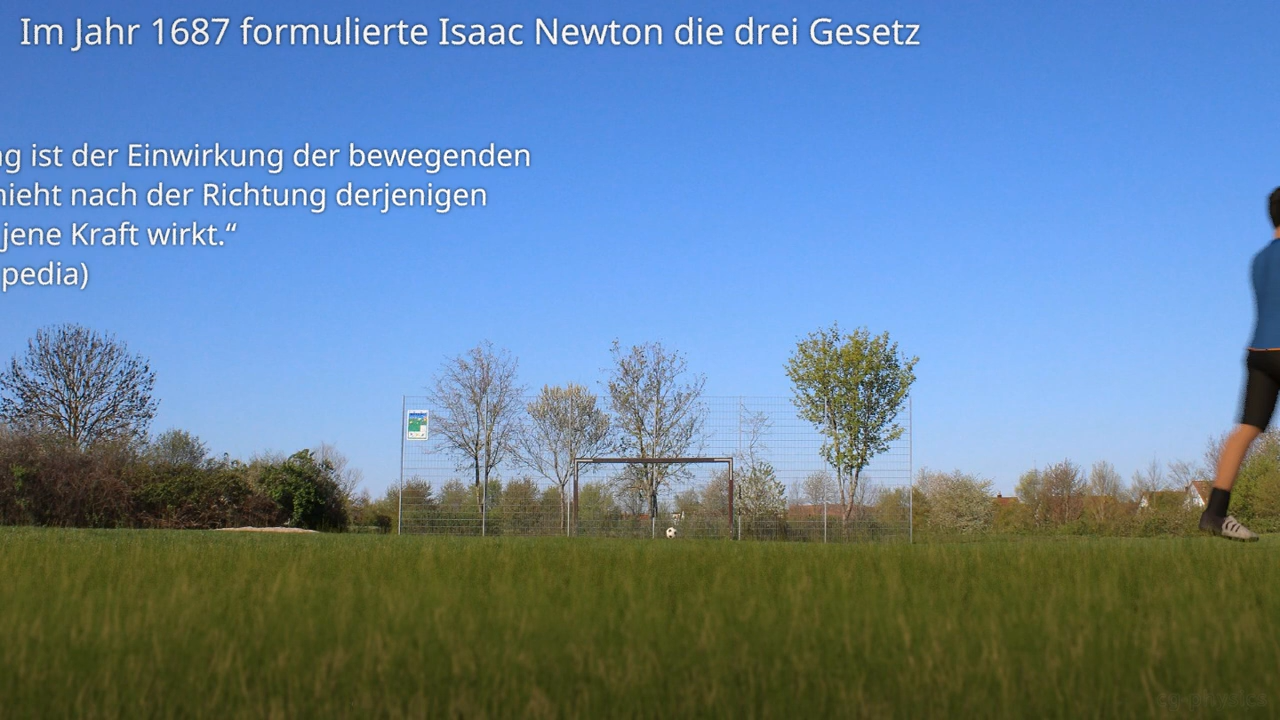 Im Jahr 1687 formulierte Isaac Newton die drei Gesetz
ng ist der Einwirkung der bewegenden
hieht nach der Richtung derjenigen
jene Kraft wirkt.“
pedia)